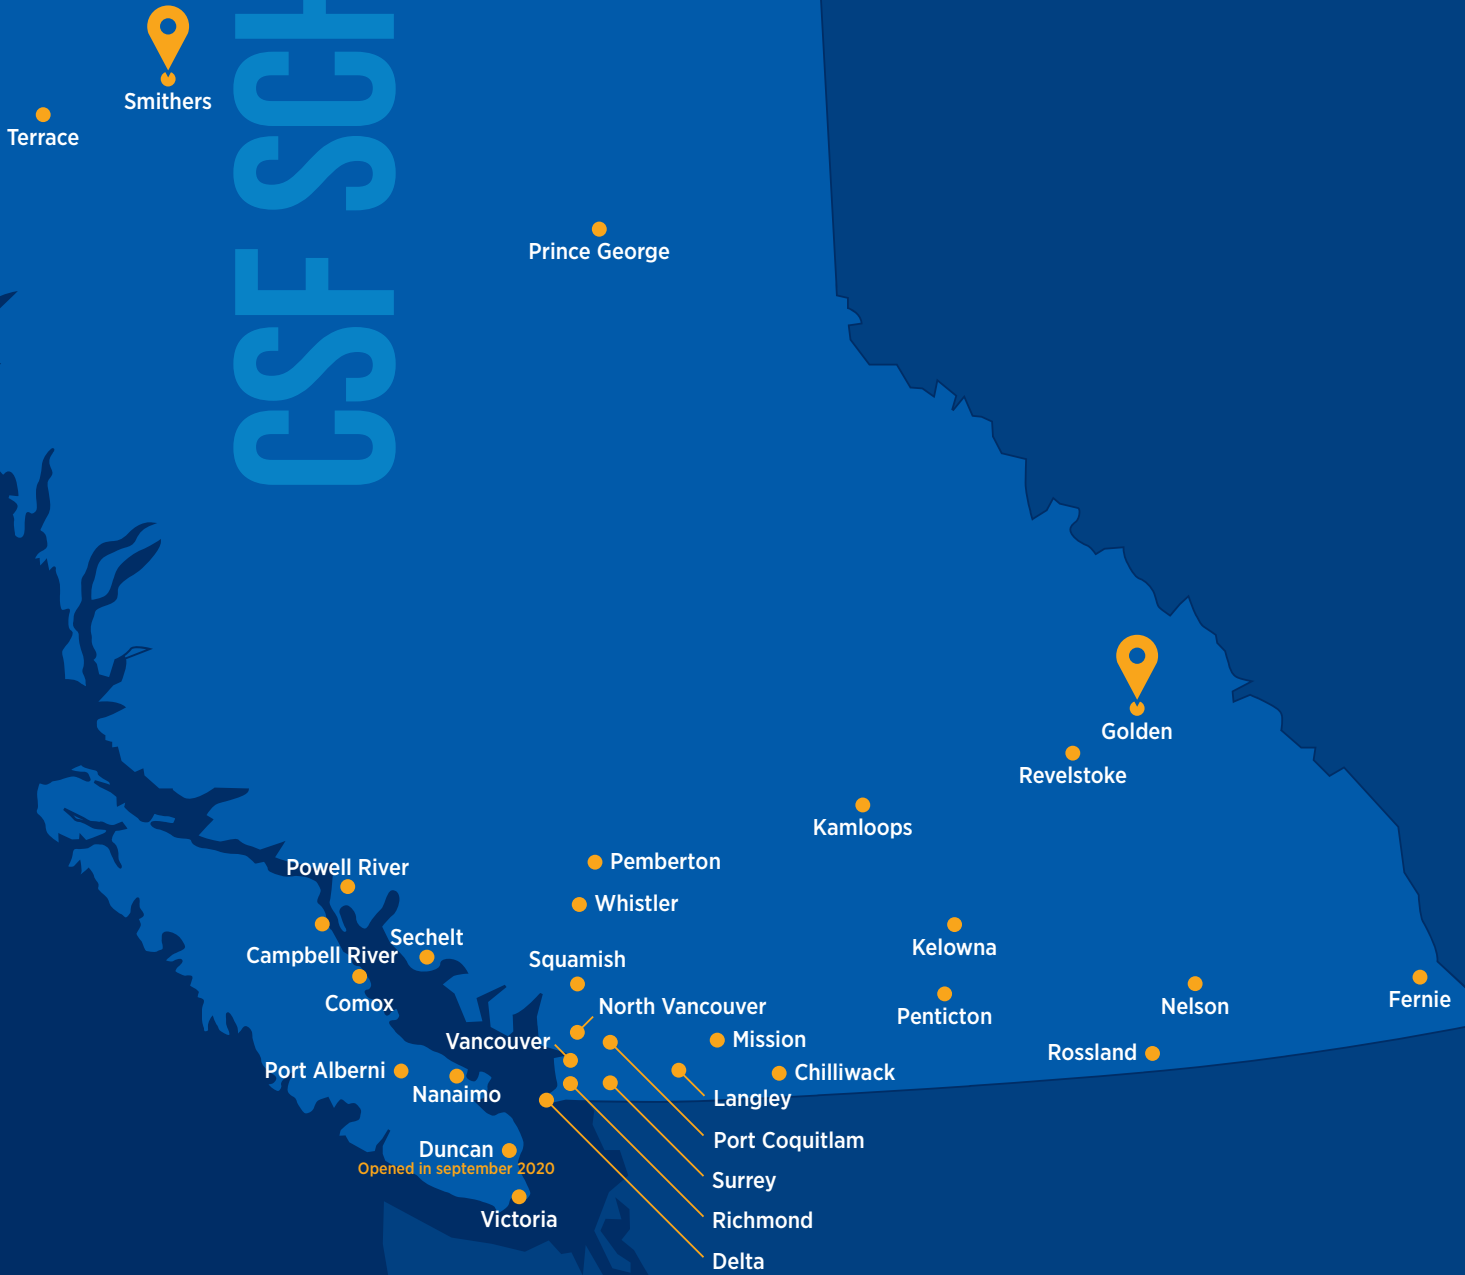 Smithers
Terrace
CSF SCH
Prince George
Golden
Revelstoke
Kamloops
Powell River
Pemberton
Whistler
Campbell River
Sechelt
Squamish
Kelowna
Comox
North Vancouver
Penticton
Nelson
Fernie
Vancouver
Mission
Rossland
Port Alberni
Nanaimo
Chilliwack
Langley
Port Coquitlam
Duncan
Opened in september 2020
Surrey
Victoria
Richmond
Delta